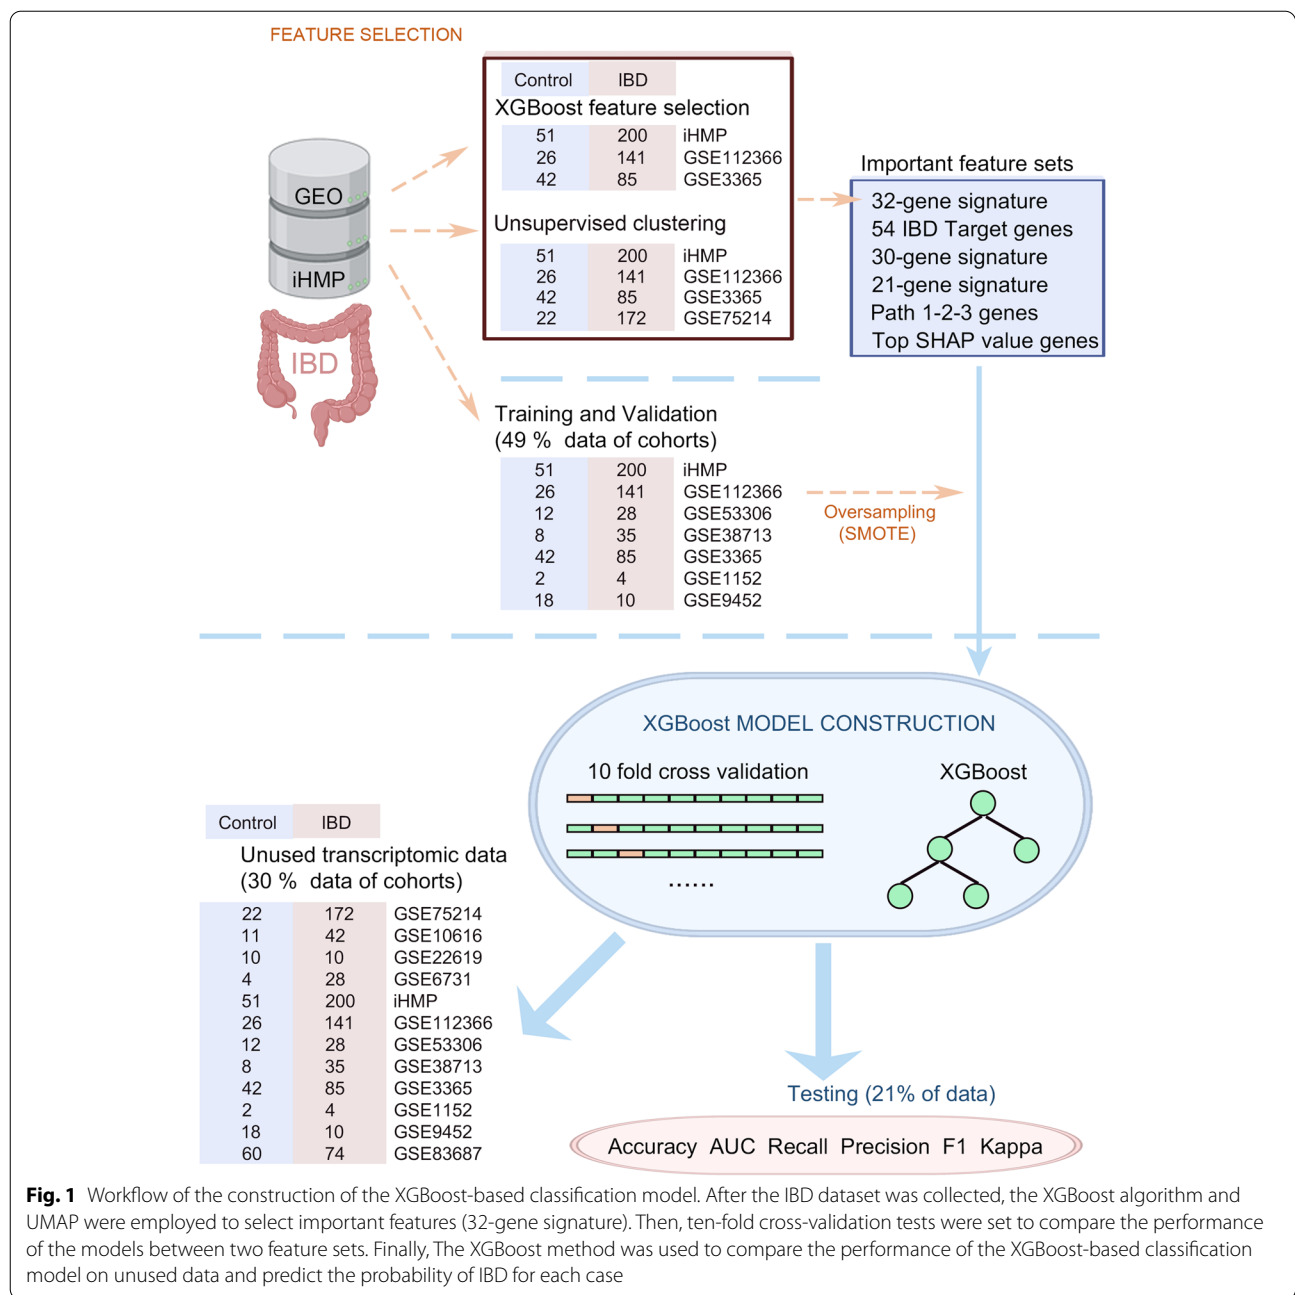 FEATURE SELECTION
GEO
iHMP
IBD
Control IBD
XGBoost feature selection
51 200 iHMP
26 141 GSE112366
42 85 GSE3365
Unsupervised clustering
51 200 iHMP
26 141 GSE112366
42 85 GSE3365
22 172 GSE75214
Important feature sets
32-gene signature
54 IBD Target genes
30-gene signature
21-gene signature
Path 1-2-3 genes
Top SHAP value genes
Training and Validation
(49 % data of cohorts)
51 200 iHMP
26 141 GSE112366
12 28 GSE53306
8 35 GSE38713
42 85 GSE3365
2 4 GSE1152
18 10 GSE9452
Oversampling
(SMOTE)
XGBoost MODEL CONSTRUCTION
10 fold cross validation
XGBoost
......
Control IBD
Unused transcriptomic data
(30 % data of cohorts)
22 172 GSE75214
11 42 GSE10616
10 10 GSE22619
4 28 GSE6731
51 200 iHMP
26 141 GSE112366
12 28 GSE53306
8 35 GSE38713
42 85 GSE3365
2 4 GSE1152
18 10 GSE9452
60 74 GSE83687
Testing (21% of data)
Accuracy AUC Recall Precision F1 Kappa
Fig. 1 Workflow of the construction of the XGBoost-based classification model. After the IBD dataset was collected, the XGBoost algorithm and
UMAP were employed to select important features (32-gene signature). Then, ten-fold cross-validation tests were set to compare the performance
of the models between two feature sets. Finally, The XGBoost method was used to compare the performance of the XGBoost-based classification
model on unused data and predict the probability of IBD for each case